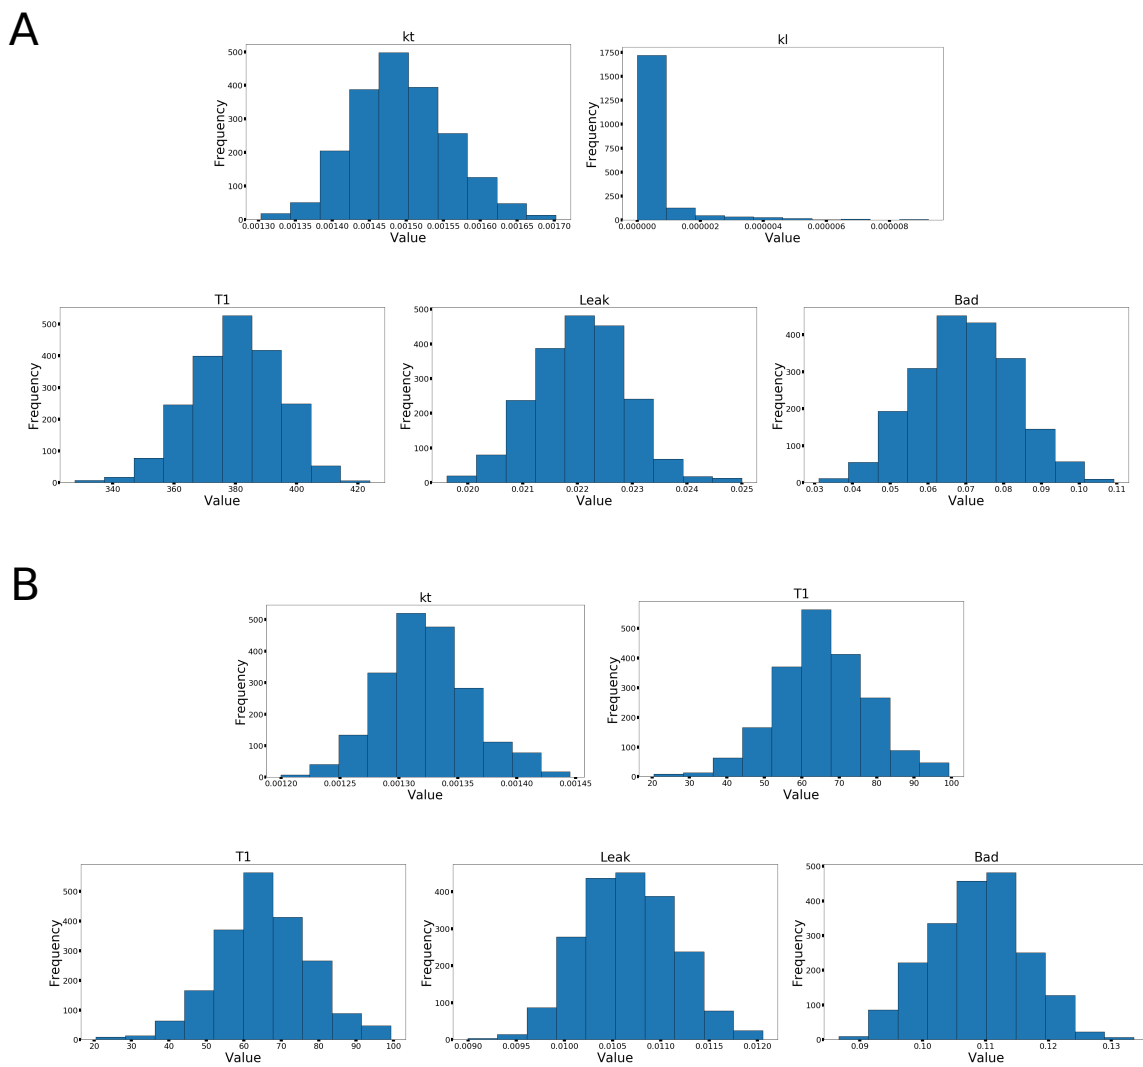 A
kt
Frequency
500
400
300
200
100
0
0.00130 0.00135 0.00140 0.00145 0.00150 0.00155 0.00160 0.00165 0.00170
Value
kl
Frequency
1750
1500
1250
1000
750
500
250
0
0.000000 0.000002 0.000004 0.000006 0.000008
Value
T1
Frequency
500
400
300
200
100
0
340 360 380 400 420
Value
Leak
Frequency
500
400
300
200
100
0
0.020 0.021 0.022 0.023 0.024 0.025
Value
Bad
Frequency
400
300
200
100
0
0.03 0.04 0.05 0.06 0.07 0.08 0.09 0.10 0.11
Value
B
kt
Frequency
500
400
300
200
100
0
0.00120 0.00125 0.00130 0.00135 0.00140 0.00145
Value
T1
Frequency
500
400
300
200
100
0
20 30 40 50 60 70 80 90 100
Value
T1
Frequency
500
400
300
200
100
0
20 30 40 50 60 70 80 90 100
Value
Leak
Frequency
400
300
200
100
0
0.0090 0.0095 0.0100 0.0105 0.0110 0.0115 0.0120
Value
Bad
Frequency
500
400
300
200
100
0
0.09 0.10 0.11 0.12 0.13
Value